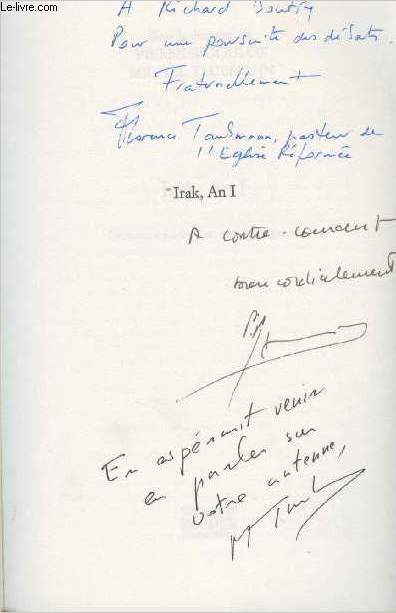 Le-livre.com
A Richard
Pour une poursuite des débats.
Fraternellement
Florence Taubmann, pasteur de
l'Eglise Réformée
Irak, An I
A contre-courant
bien cordialement
En espérant venir
en parler sur
votre antenne,